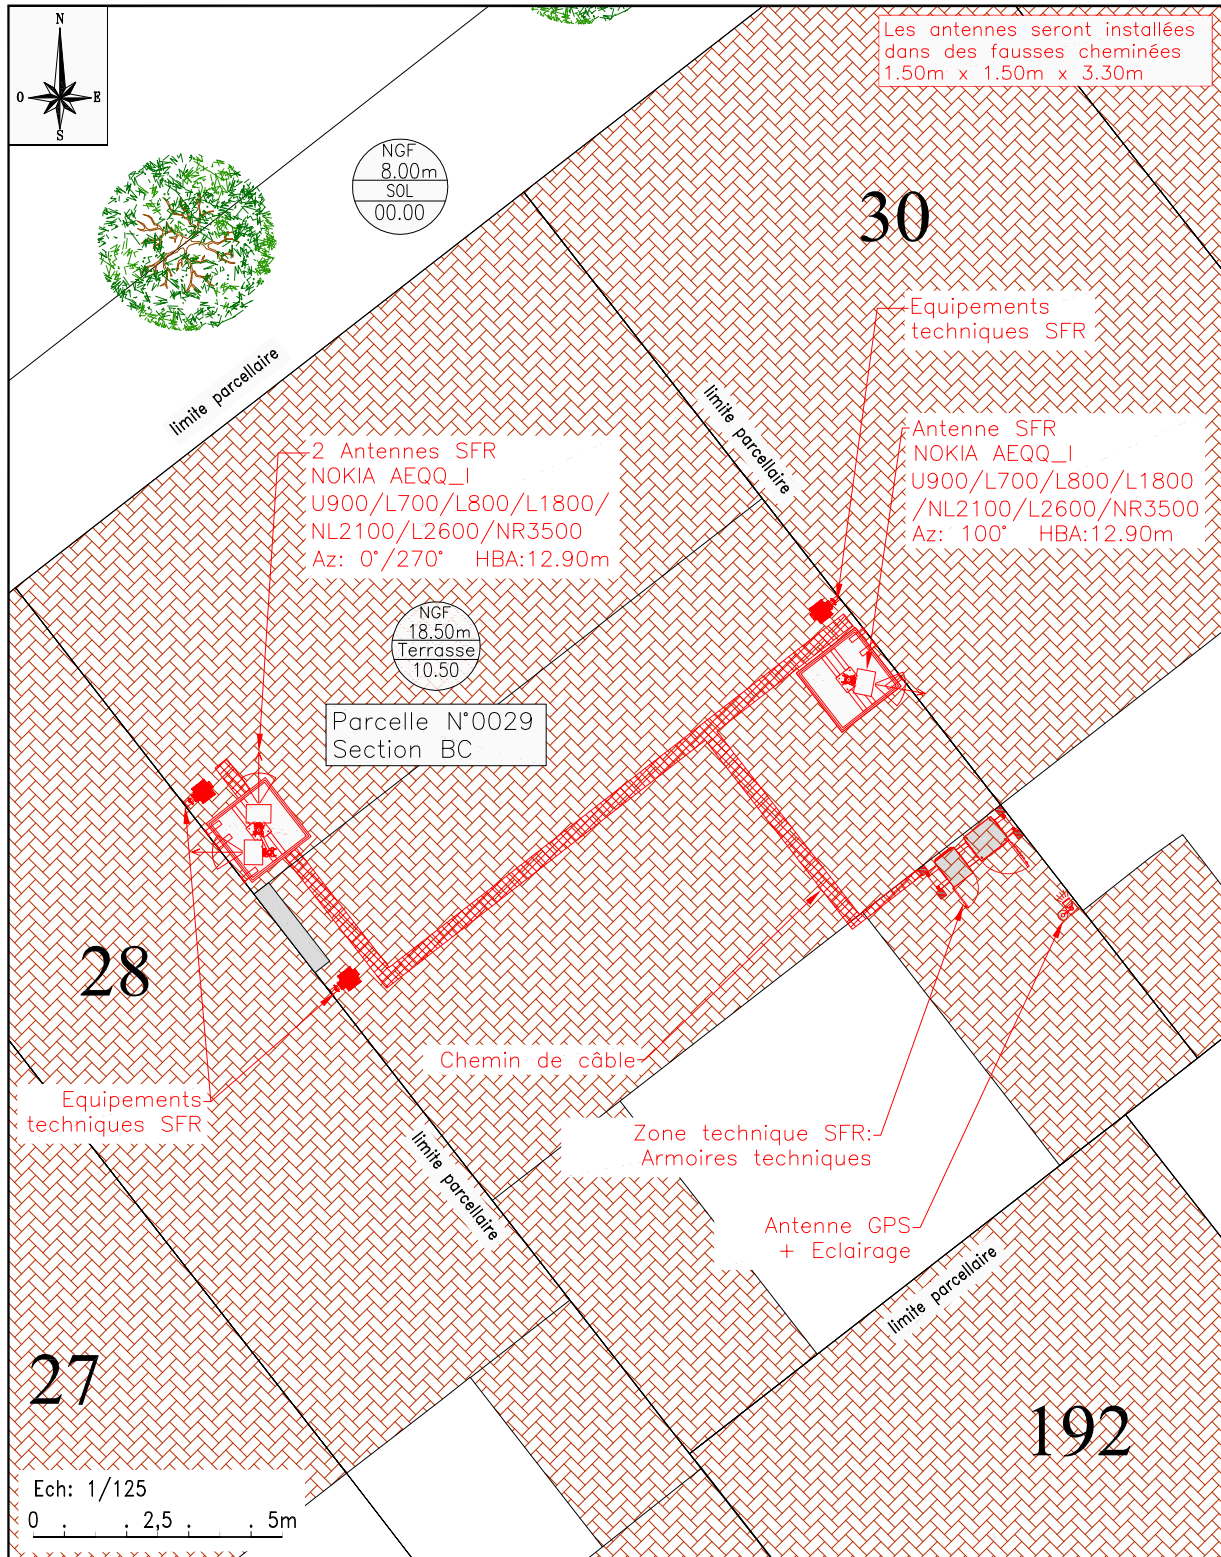 Les antennes seront installées
dans des fausses cheminées
1.50m x 1.50m x 3.30m
N
O
E
S
NGF
8.00m
SOL
00.00
30
Equipements
techniques SFR
limite parcellaire
limite parcellaire
2 Antennes SFR
NOKIA AEQQ_I
U900/L700/L800/L1800/
NL2100/L2600/NR3500
Az: 0°/270° HBA:12.90m
Antenne SFR
NOKIA AEQQ_I
U900/L700/L800/L1800
/NL2100/L2600/NR3500
Az: 100° HBA:12.90m
NGF
18.50m
Terrasse
10.50
Parcelle N°0029
Section BC
28
Chemin de câble
Equipements
techniques SFR
limite parcellaire
Zone technique SFR:
Armoires techniques
Antenne GPS
+ Eclairage
limite parcellaire
27
192
Ech: 1/125
0 2,5 5m